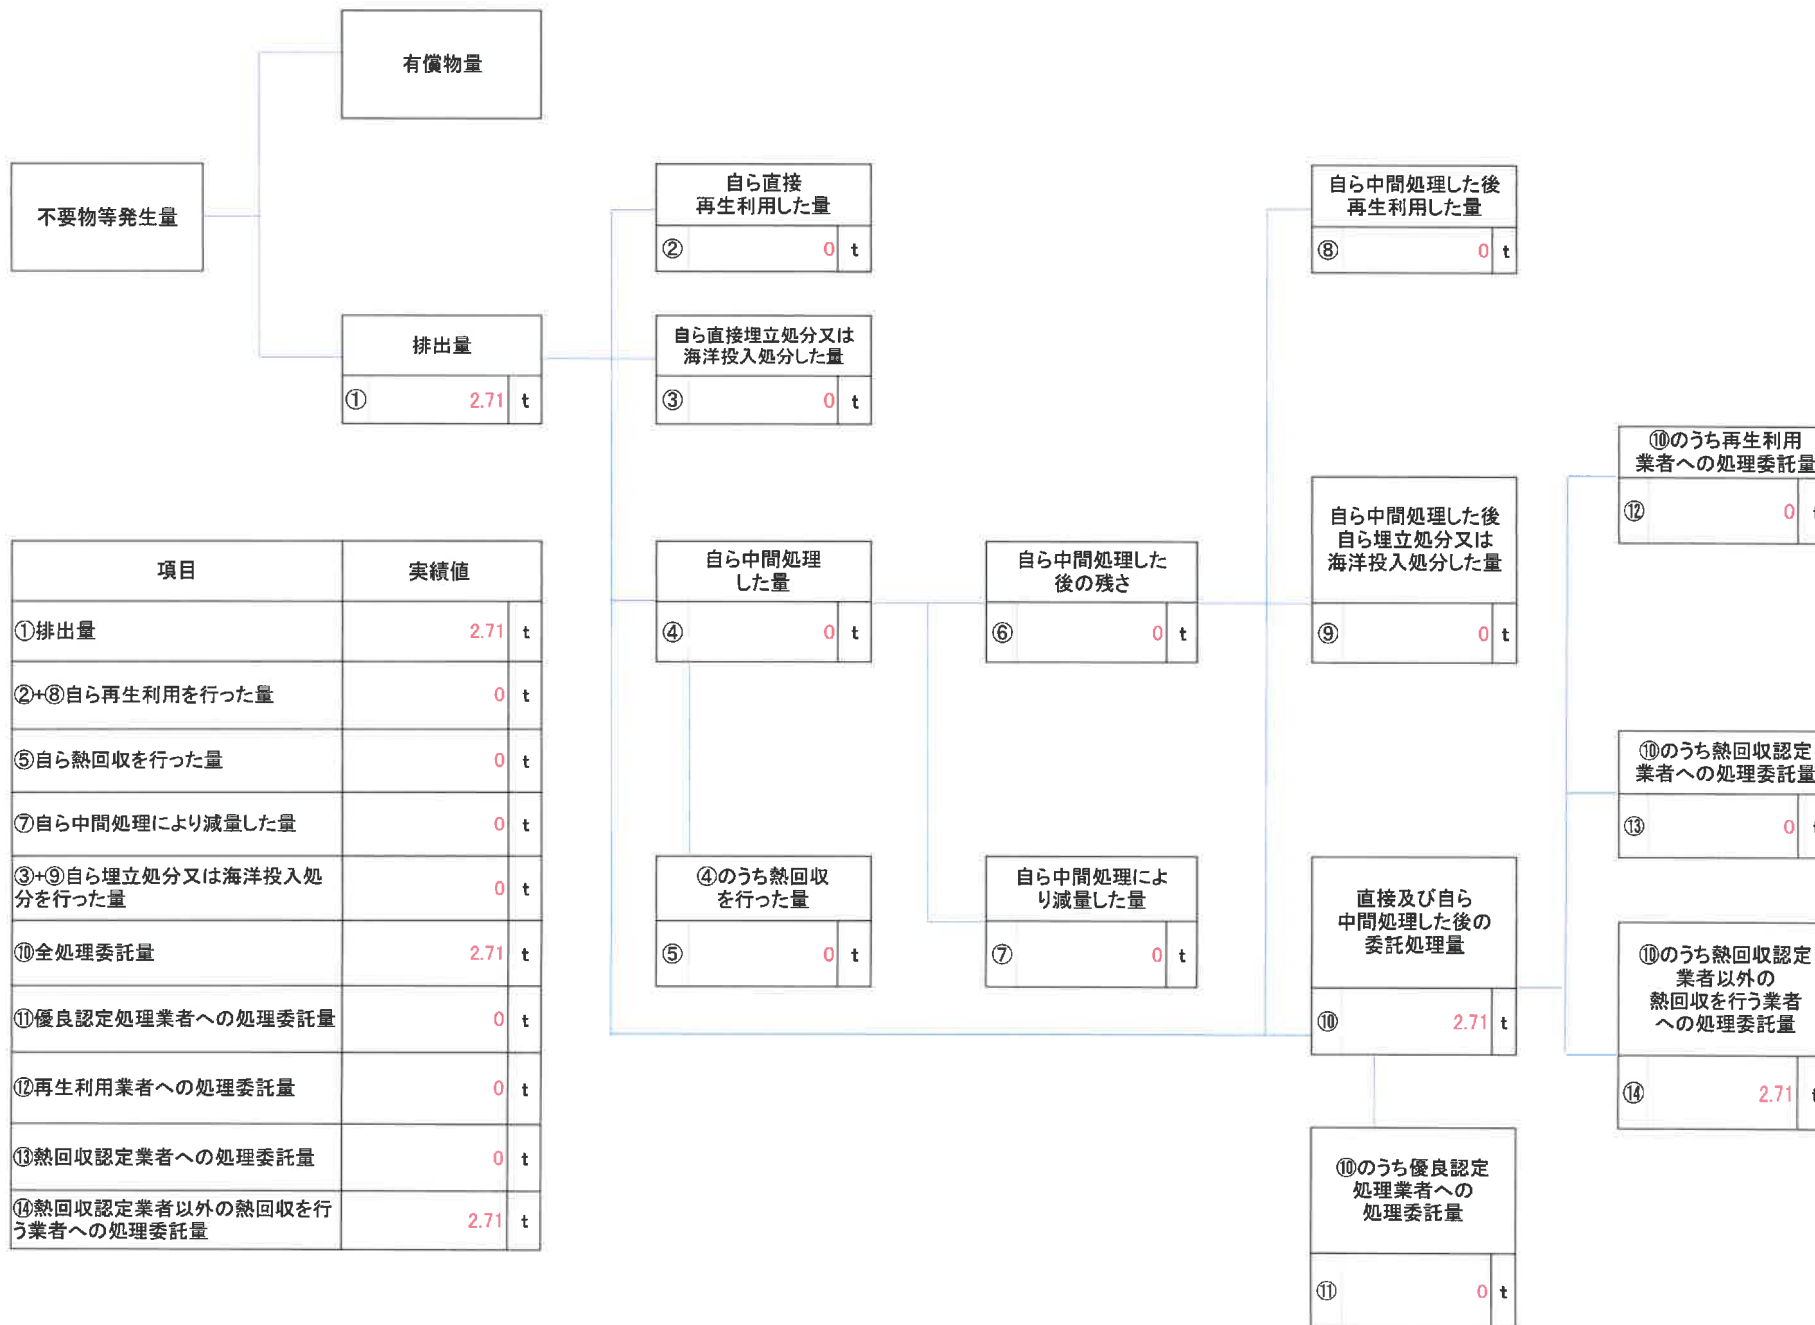 有償物量
不要物等発生量
排出量
① 2.71 t
自ら直接
再生利用した量
② 0 t
自ら直接埋立処分又は
海洋投入処分した量
③ 0 t
自ら中間処理
した量
④ 0 t
④のうち熱回収
を行った量
⑤ 0 t
自ら中間処理した
後の残さ
⑥ 0 t
自ら中間処理によ
り減量した量
⑦ 0 t
自ら中間処理した後
再生利用した量
⑧ 0 t
自ら中間処理した後
自ら埋立処分又は
海洋投入処分した量
⑨ 0 t
直接及び自ら
中間処理した後の
委託処理量
⑩ 2.71 t
⑩のうち優良認定
処理業者への
処理委託量
⑪ 0 t
⑩のうち再生利用
業者への処理委託量
⑫ 0 t
⑩のうち熱回収認定
業者への処理委託量
⑬ 0 t
⑩のうち熱回収認定
業者以外の
熱回収を行う業者
への処理委託量
⑭ 2.71 t
項目 実績値
①排出量 2.71 t
②+⑧自ら再生利用を行った量 0 t
⑤自ら熱回収を行った量 0 t
⑦自ら中間処理により減量した量 0 t
③+⑨自ら埋立処分又は海洋投入処
分を行った量 0 t
⑩全処理委託量 2.71 t
⑪優良認定処理業者への処理委託量 0 t
⑫再生利用業者への処理委託量 0 t
⑬熱回収認定業者への処理委託量 0 t
⑭熱回収認定業者以外の熱回収を行
う業者への処理委託量 2.71 t